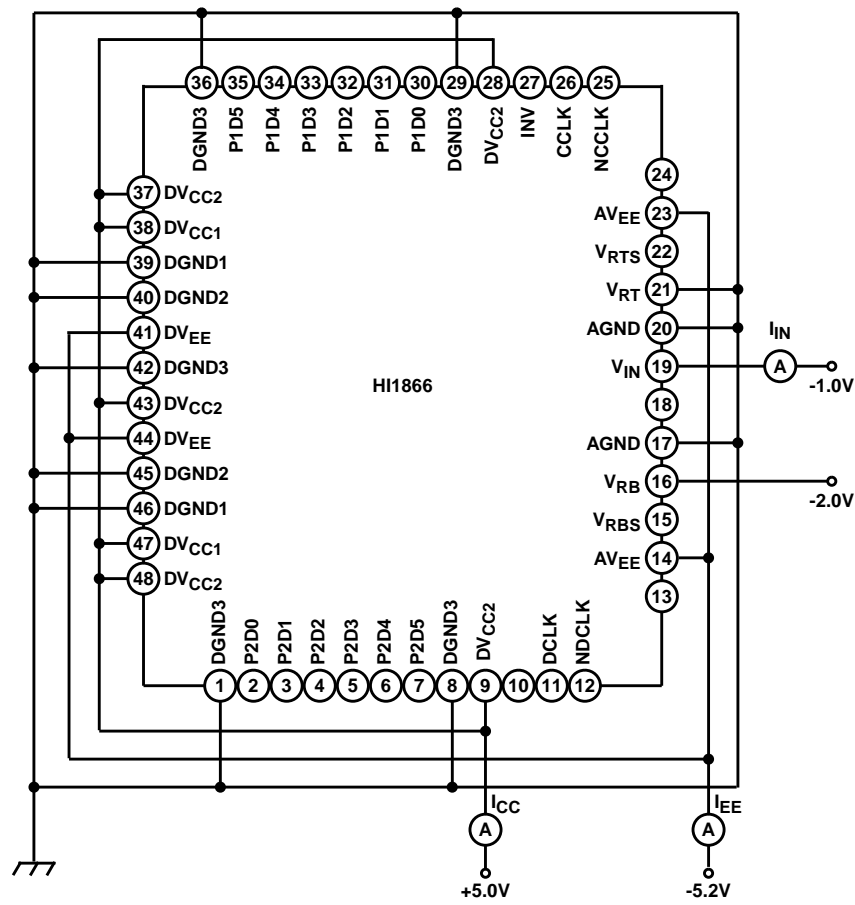 36 35 34 33 32 31 30 29 28 27 26 25
DGND3 P1D5 P1D4 P1D3 P1D2 P1D1 P1D0 DGND3 DVCC2 INV CCLK NCCLK
24
37 DVCC2
AVEE 23
38 DVCC1
VRTS 22
39 DGND1
VRT 21
40 DGND2
AGND 20
IIN
41 DVEE
VIN 19
A
-1.0V
42 DGND3
HI1866
43 DVCC2
18
44 DVEE
AGND 17
45 DGND2
VRB 16
-2.0V
46 DGND1
VRBS 15
47 DVCC1
AVEE 14
48 DVCC2
13
DGND3 P2D0 P2D1 P2D2 P2D3 P2D4 P2D5 DGND3 DVCC2 DCLK NDCLK
1 2 3 4 5 6 7 8 9 10 11 12
ICC
IEE
A
A
+5.0V
-5.2V